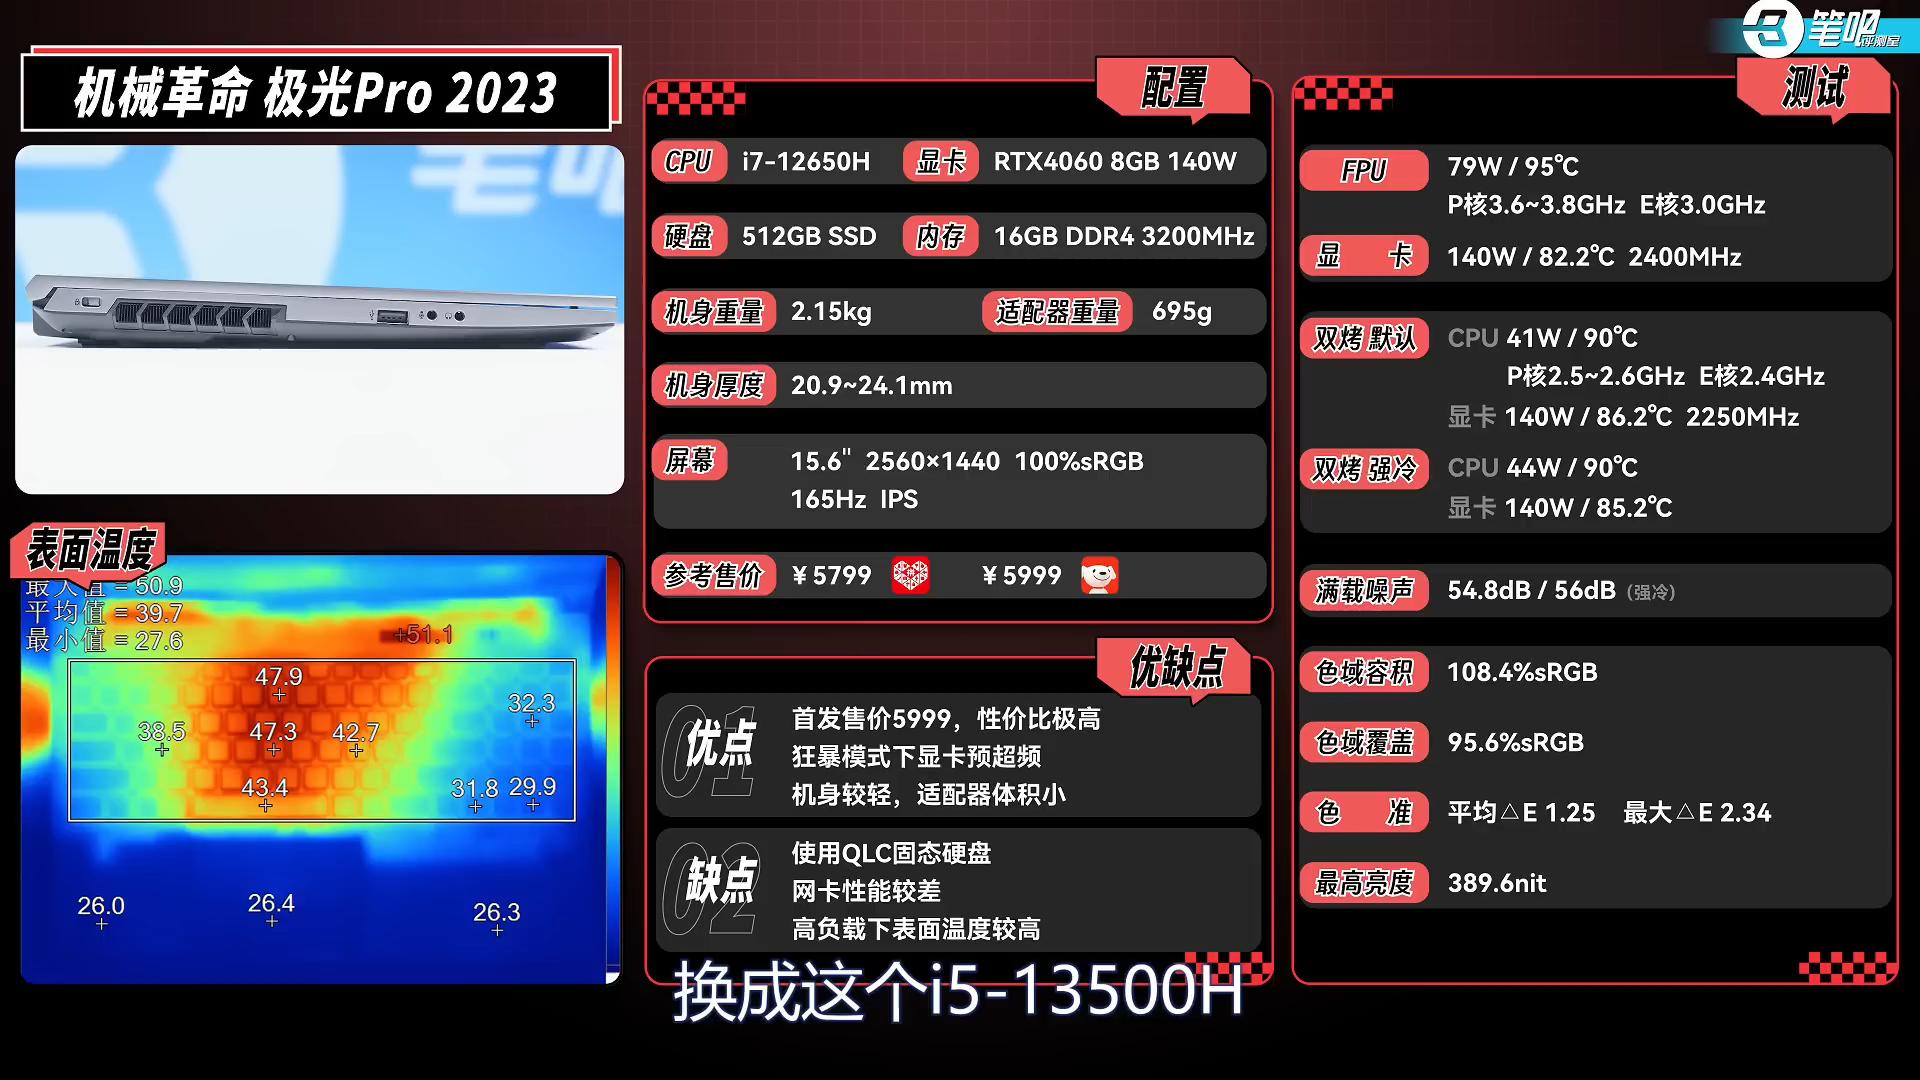 笔吧
评测室
机械革命 极光Pro 2023
表面温度
最大值 = 50.9
平均值 = 39.7
最小值 = 27.6
+51.1
47.9
32.3
38.5
47.3
42.7
43.4
31.8
29.9
26.0
26.4
26.3
配置
CPU i7-12650H 显卡 RTX4060 8GB 140W
硬盘 512GB SSD 内存 16GB DDR4 3200MHz
机身重量 2.15kg 适配器重量 695g
机身厚度 20.9~24.1mm
屏幕 15.6" 2560×1440 100%sRGB
165Hz IPS
参考售价 ¥5799 ¥5999
优缺点
01 优点
首发售价5999，性价比极高
狂暴模式下显卡预超频
机身较轻，适配器体积小
02 缺点
使用QLC固态硬盘
网卡性能较差
高负载下表面温度较高
测试
FPU 79W / 95℃
P核3.6~3.8GHz E核3.0GHz
显卡 140W / 82.2℃ 2400MHz
双烤 默认 CPU 41W / 90℃
P核2.5~2.6GHz E核2.4GHz
显卡 140W / 86.2℃ 2250MHz
双烤 强冷 CPU 44W / 90℃
显卡 140W / 85.2℃
满载噪声 54.8dB / 56dB (强冷)
色域容积 108.4%sRGB
色域覆盖 95.6%sRGB
色准 平均△E 1.25 最大△E 2.34
最高亮度 389.6nit
换成这个i5-13500H